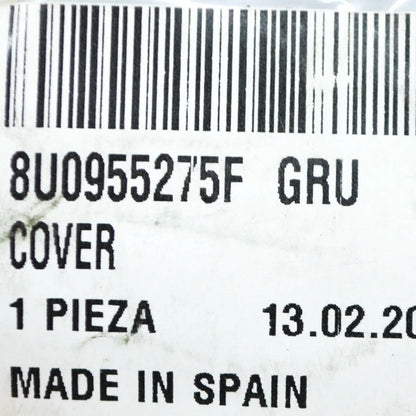 8U0955275F GRU
COVER
1 PIEZA 13.02.20
MADE IN SPAIN